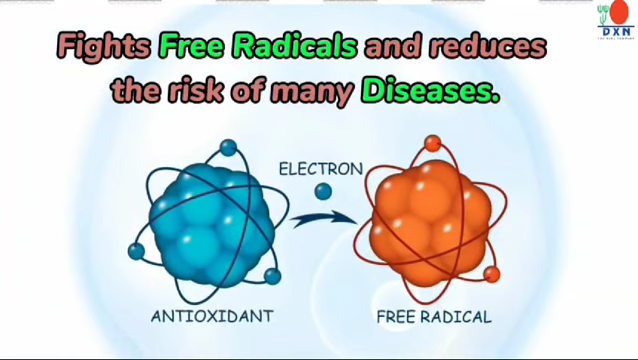 Fights Free Radicals and reduces
the risk of many Diseases.
DXN
ELECTRON
ANTIOXIDANT
FREE RADICAL